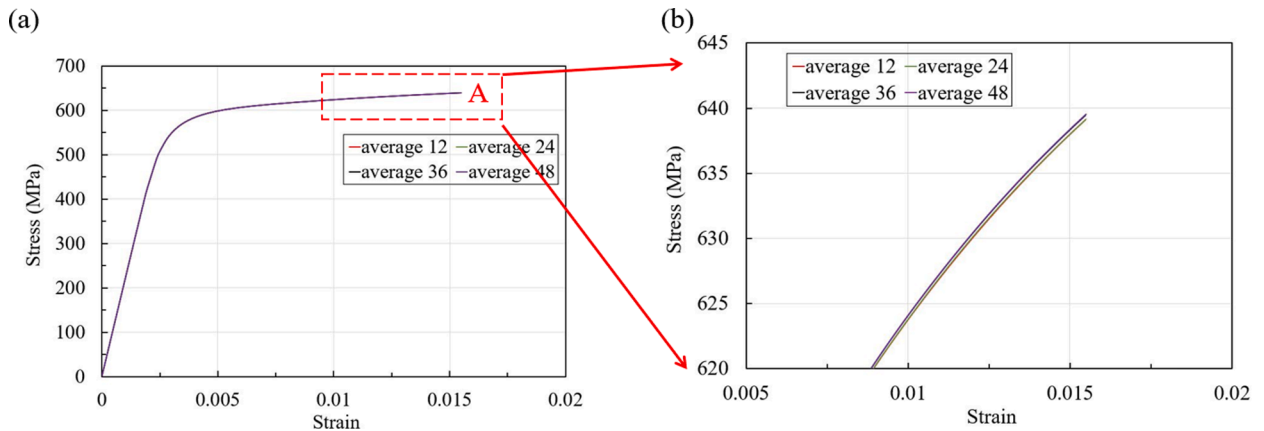 (a)
(b)
700
600
500
400
300
200
100
0
Stress (MPa)
A
average 12
average 24
average 36
average 48
0
0.005
0.01
0.015
0.02
Strain
645
640
635
630
625
620
Stress (MPa)
average 12
average 24
average 36
average 48
0.005
0.01
0.015
0.02
Strain